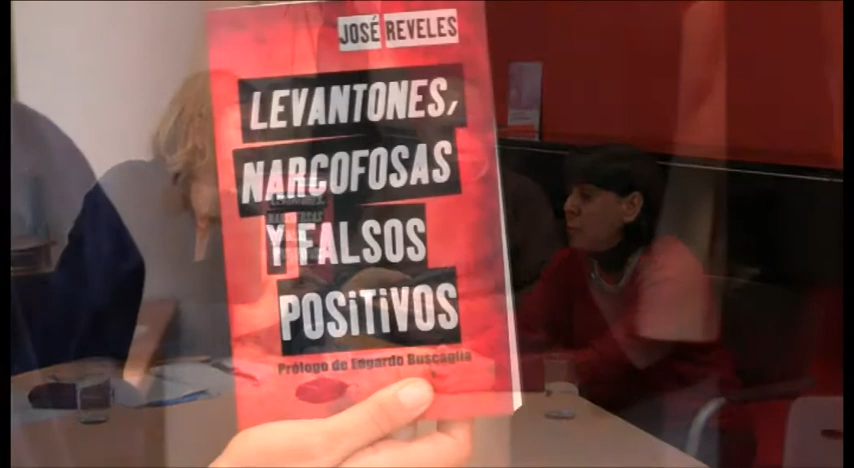 JOSÉ REVELES
LEVANTONES,
NARCOFOSAS
Y FALSOS
POSiTiVOS
Prólogo de Edgardo Buscaglia